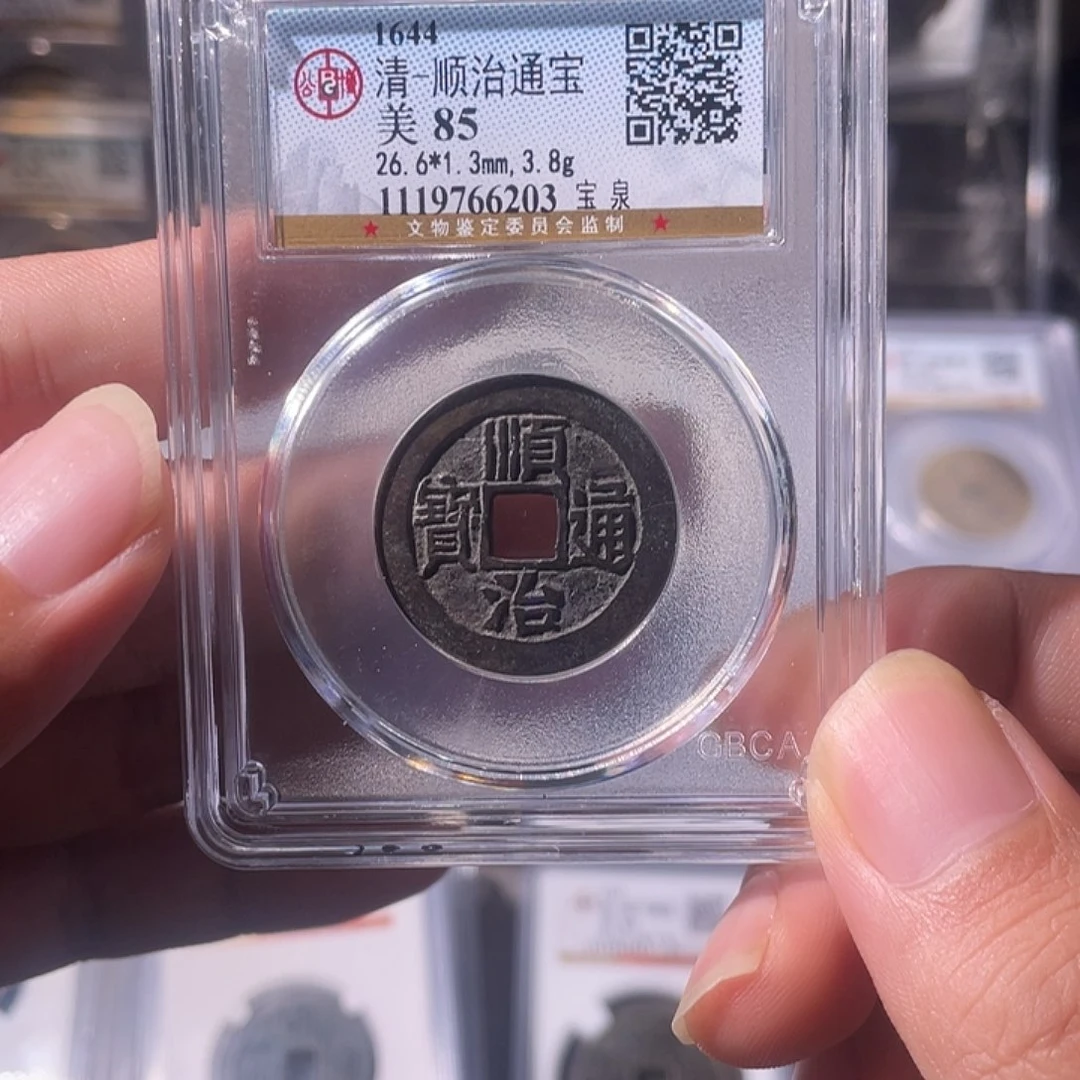 1644
清-顺治通宝
美 85
26.6*1.3mm,3.8g
1119766203 宝泉
★ 文物鉴定委员会监制 ★
順
寶 通
治
GBCA